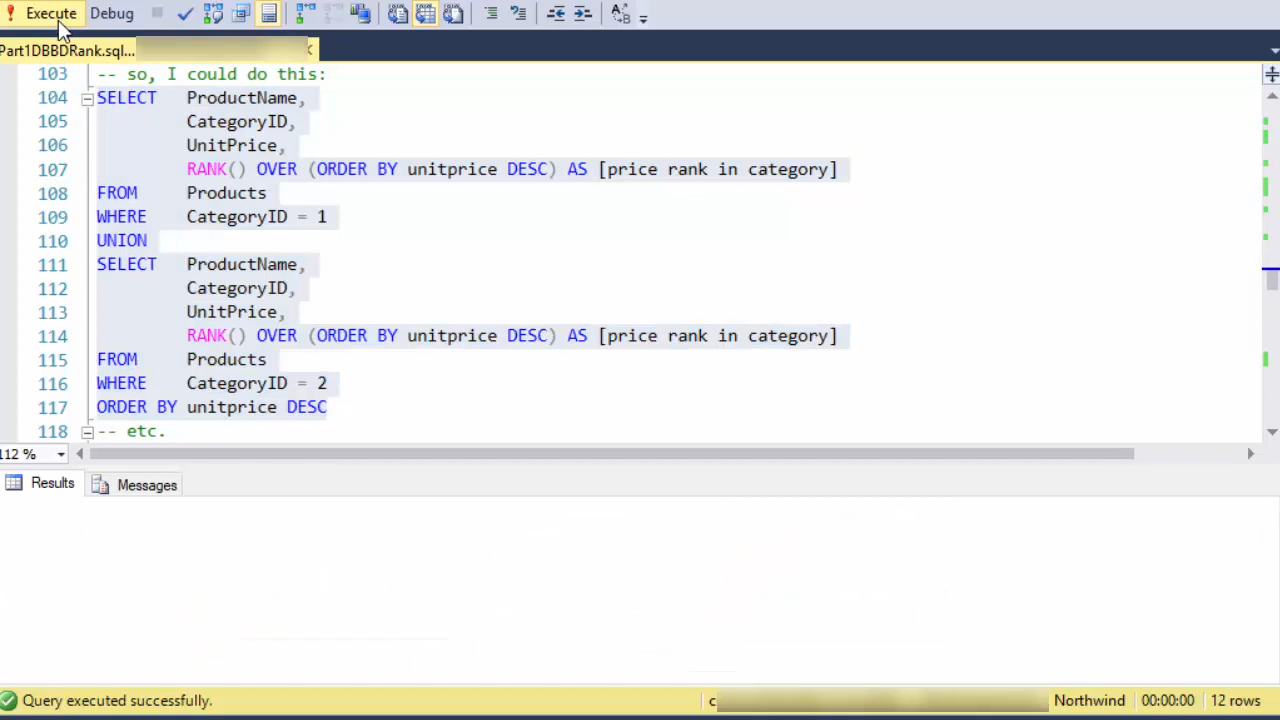 Execute Debug
Part1DBBDRank.sql...
103 -- so, I could do this:
104 SELECT ProductName,
105 CategoryID,
106 UnitPrice,
107 RANK() OVER (ORDER BY unitprice DESC) AS [price rank in category]
108 FROM Products
109 WHERE CategoryID = 1
110 UNION
111 SELECT ProductName,
112 CategoryID,
113 UnitPrice,
114 RANK() OVER (ORDER BY unitprice DESC) AS [price rank in category]
115 FROM Products
116 WHERE CategoryID = 2
117 ORDER BY unitprice DESC
118 -- etc.
112 %
Results Messages
Query executed successfully. c Northwind 00:00:00 12 rows